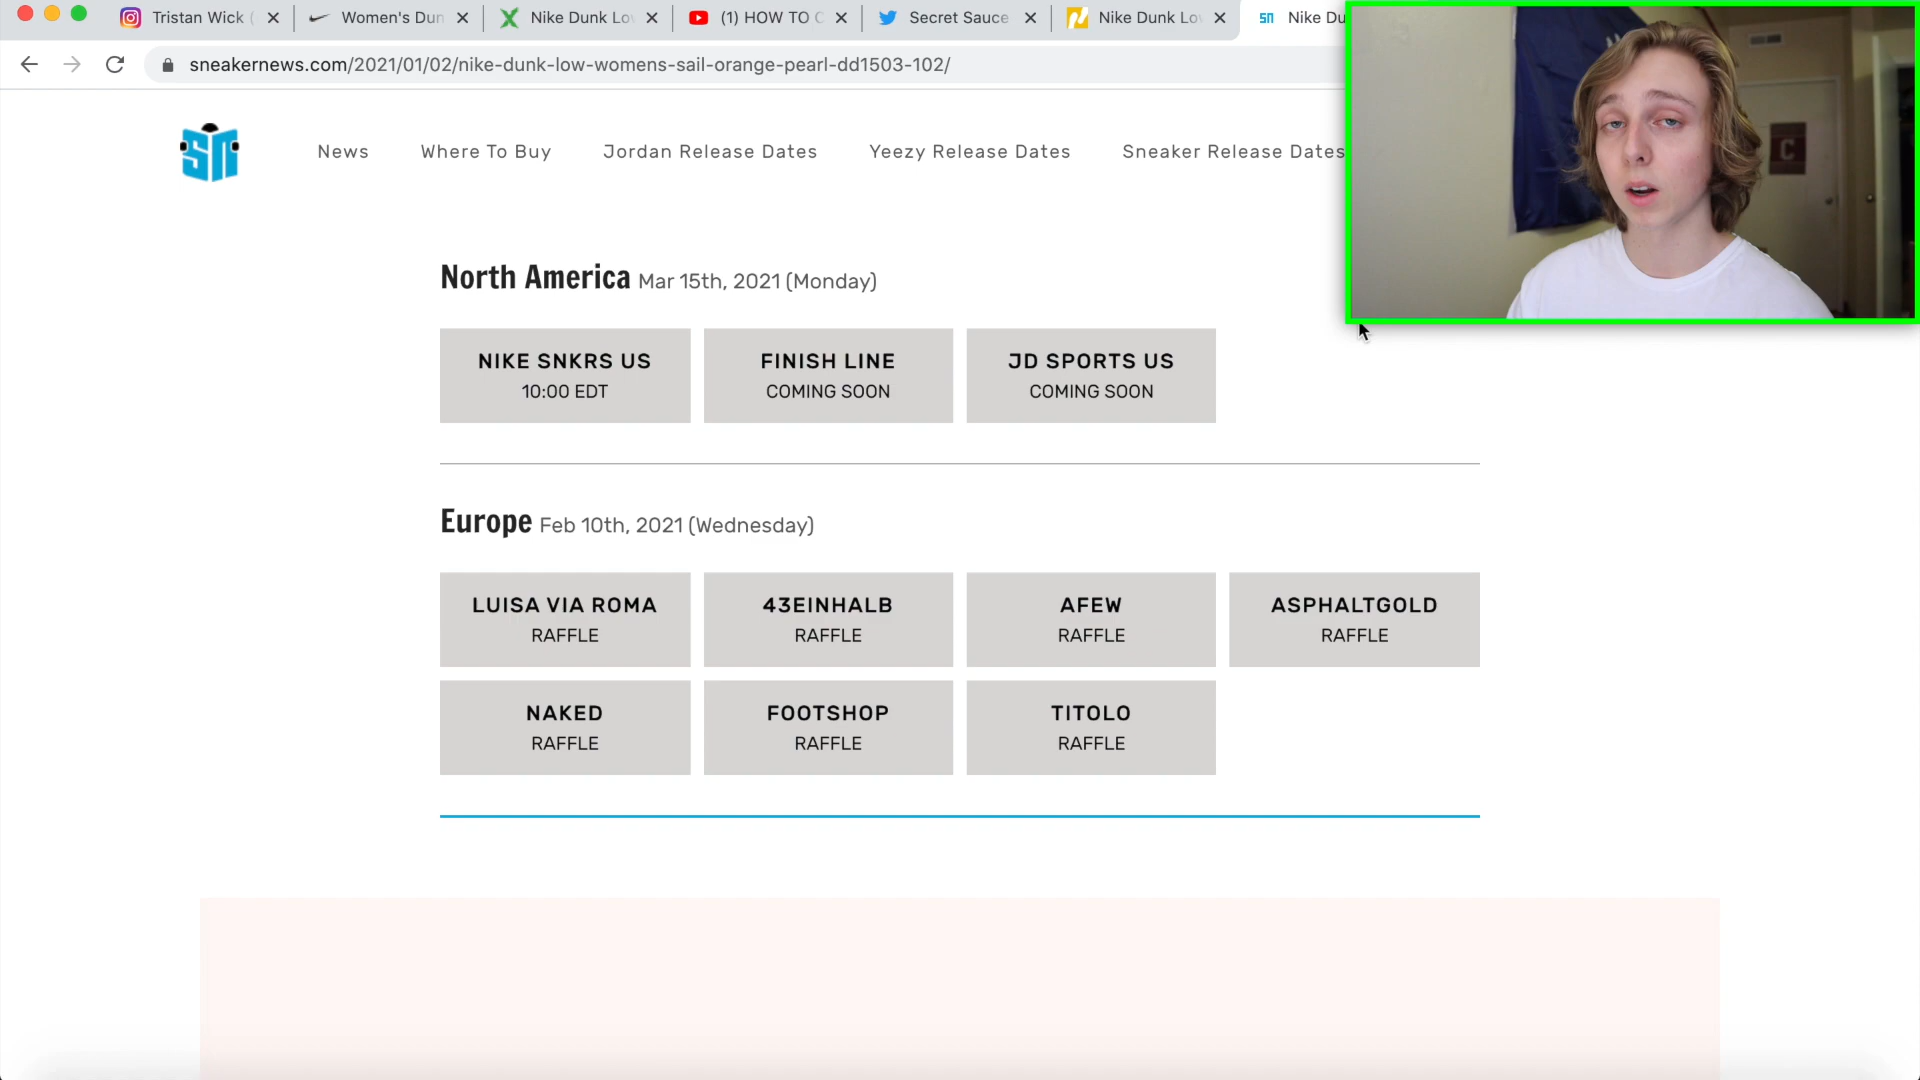 Tristan Wick (
Women's Dun
Nike Dunk Lo
(1) HOW TO C
Secret Sauce
Nike Dunk Lo
sn Nike Du
sneakernews.com/2021/01/02/nike-dunk-low-womens-sail-orange-pearl-dd1503-102/
sn
News
Where To Buy
Jordan Release Dates
Yeezy Release Dates
Sneaker Release Dates
C
North America Mar 15th, 2021 (Monday)
NIKE SNKRS US
10:00 EDT
FINISH LINE
COMING SOON
JD SPORTS US
COMING SOON
Europe Feb 10th, 2021 (Wednesday)
LUISA VIA ROMA
RAFFLE
43EINHALB
RAFFLE
AFEW
RAFFLE
ASPHALTGOLD
RAFFLE
NAKED
RAFFLE
FOOTSHOP
RAFFLE
TITOLO
RAFFLE